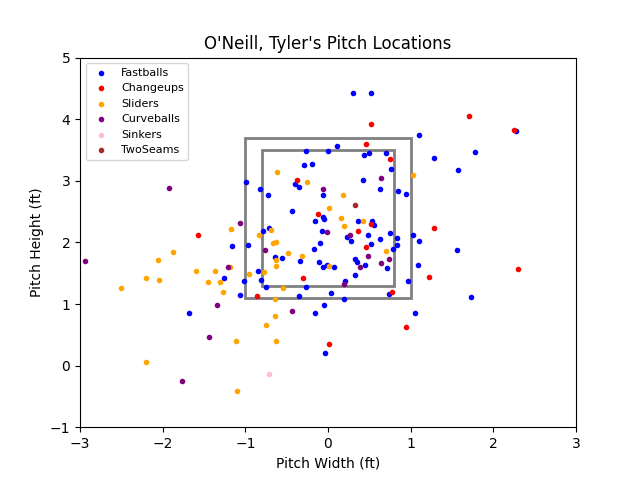 O'Neill, Tyler's Pitch Locations
Fastballs
Changeups
Sliders
Curveballs
Sinkers
TwoSeams
5
4
3
2
1
0
−1
Pitch Height (ft)
−3 −2 −1 0 1 2 3
Pitch Width (ft)